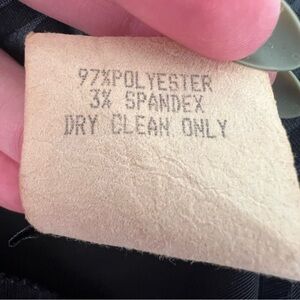 97%POLYESTER
3% SPANDEX
DRY CLEAN ONLY